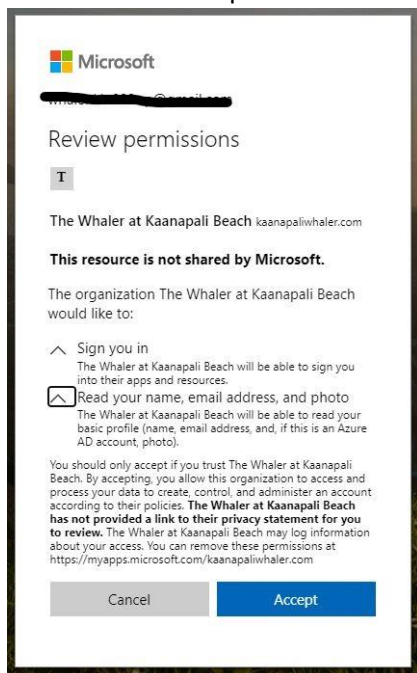 Microsoft
Review permissions
T
The Whaler at Kaanapali Beach kaanapaliwhaler.com
This resource is not shared by Microsoft.
The organization The Whaler at Kaanapali Beach
would like to:
Sign you in
The Whaler at Kaanapali Beach will be able to sign you
into their apps and resources.
Read your name, email address, and photo
The Whaler at Kaanapali Beach will be able to read your
basic profile (name, email address, and, if this is an Azure
AD account, photo).
You should only accept if you trust The Whaler at Kaanapali
Beach. By accepting, you allow this organization to access and
process your data to create, control, and administer an account
according to their policies. The Whaler at Kaanapali Beach
has not provided a link to their privacy statement for you
to review. The Whaler at Kaanapali Beach may log information
about your access. You can remove these permissions at
https://myapps.microsoft.com/kaanapaliwhaler.com
Cancel
Accept